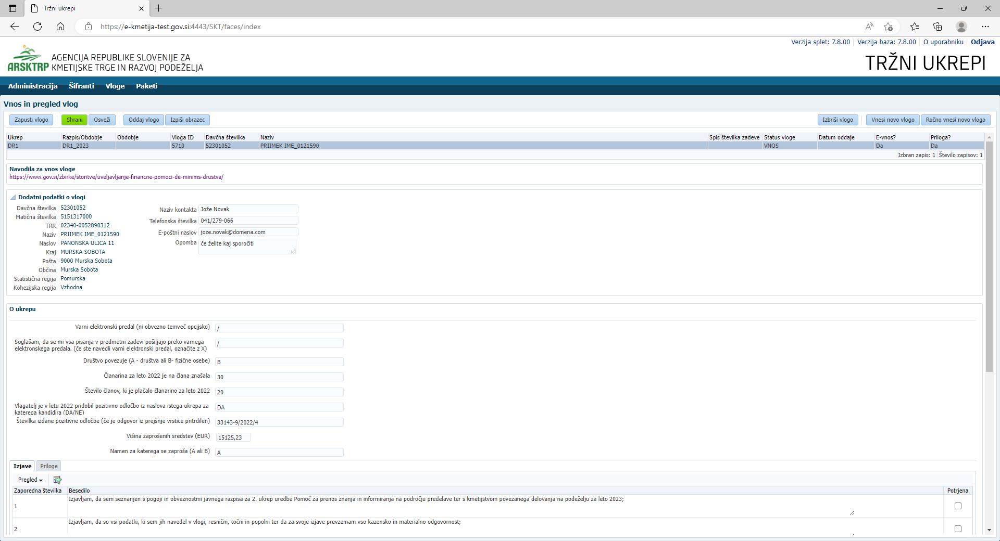 Tržni ukrepi
https://e-kmetija-test.gov.si:4443/SKT/faces/index
Verzija splet: 7.8.00 Verzija baza: 7.8.00 O uporabniku Odjava
ARSKTRP
AGENCIJA REPUBLIKE SLOVENIJE ZA
KMETIJSKE TRGE IN RAZVOJ PODEŽELJA
TRŽNI UKREPI
Administracija Šifranti Vloge Paketi
Vnos in pregled vlog
Zapusti vlogo Shrani Osveži Oddaj vlogo Izpiši obrazec Izbriši vlogo Vnesi novo vlogo Ročno vnesi novo vlogo
Ukrep Razpis/Obdobje Obdobje Vloga ID Davčna številka Naziv Spis številka zadeve Status vloge Datum oddaje E-vnos? Priloga?
DR1 DR1_2023 5710 52301052 PRIIMEK IME_0121590 VNOS Da Da
Izbran zapis: 1 Število zapisov: 1
Navodila za vnos vloge
https://www.gov.si/zbirke/storitve/uveljavljanje-financne-pomoci-de-minims-drustva/
Dodatni podatki o vlogi
Davčna številka 52301052
Matična številka 5151317000
TRR 02340-0052890312
Naziv PRIIMEK IME_0121590
Naslov PANONSKA ULICA 11
Kraj MURSKA SOBOTA
Pošta 9000 Murska Sobota
Občina Murska Sobota
Statistična regija Pomurska
Kohezijska regija Vzhodna
Naziv kontakta Jože Novak
Telefonska številka 041/279-066
E-poštni naslov joze.novak@domena.com
Opomba če želite kaj sporočiti
O ukrepu
Varni elektronski predal (ni obvezno temveč opcijsko) /
Soglašam, da se mi vsa pisanja v predmetni zadevi pošiljajo preko varnega
elektronskega predala. (če ste navedli varni elektronski predal, označite z X) /
Društvo povezuje (A - društva ali B- fizične osebe) B
Članarina za leto 2022 je na člana znašala 30
Število članov, ki je plačalo članarino za leto 2022 20
Vlagatelj je v letu 2022 pridobil pozitivno odločbo iz naslova istega ukrepa za
katerega kandidira (DA/NE) DA
Številka izdane pozitivne odločbe (če je odgovor iz prejšnje vrstice pritrdilen) 33143-9/2022/4
Višina zaprošenih sredstev (EUR) 15125,23
Namen za katerega se zaproša (A ali B) A
Izjave Priloge
Pregled
Zaporedna številka Besedilo Potrjena
1 Izjavljam, da sem seznanjen s pogoji in obveznostmi javnega razpisa za 2. ukrep uredbe Pomoč za prenos znanja in informiranja na področju predelave ter s kmetijstvom povezanega delovanja na podeželju za leto 2023;
2 Izjavljam, da so vsi podatki, ki sem jih navedel v vlogi, resnični, točni in popolni ter da za svoje izjave prevzemam vso kazensko in materialno odgovornost;